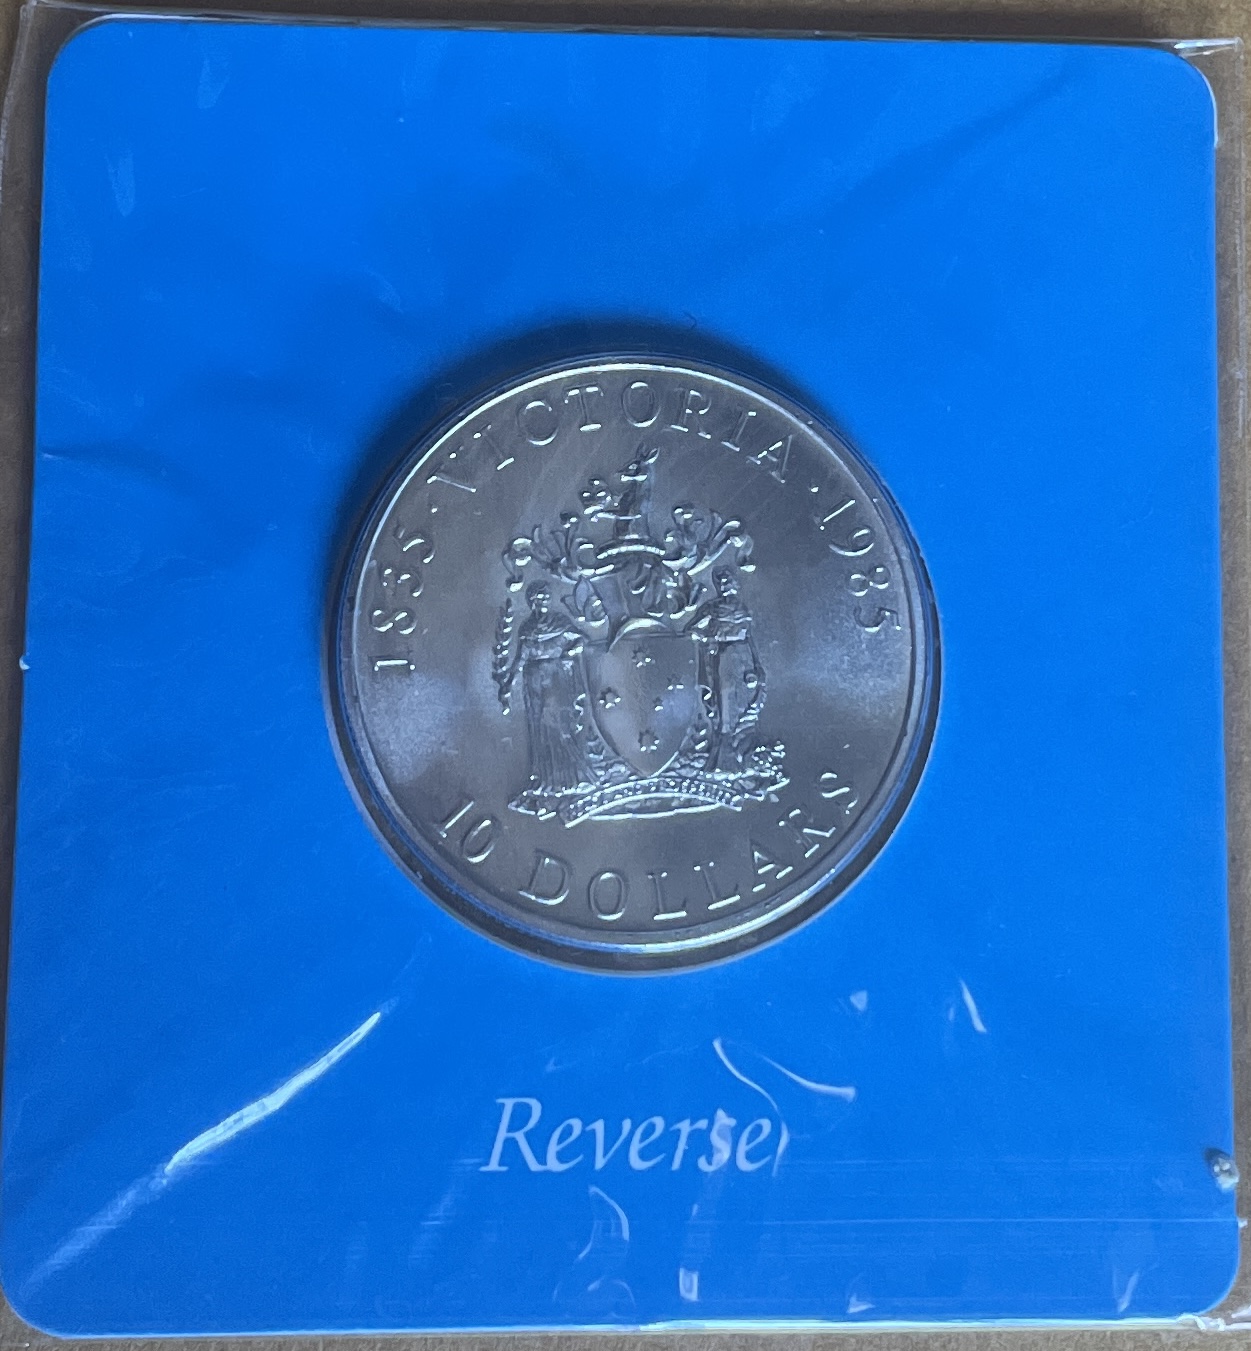 1835 · VICTORIA · 1985
10 DOLLARS
Reverse